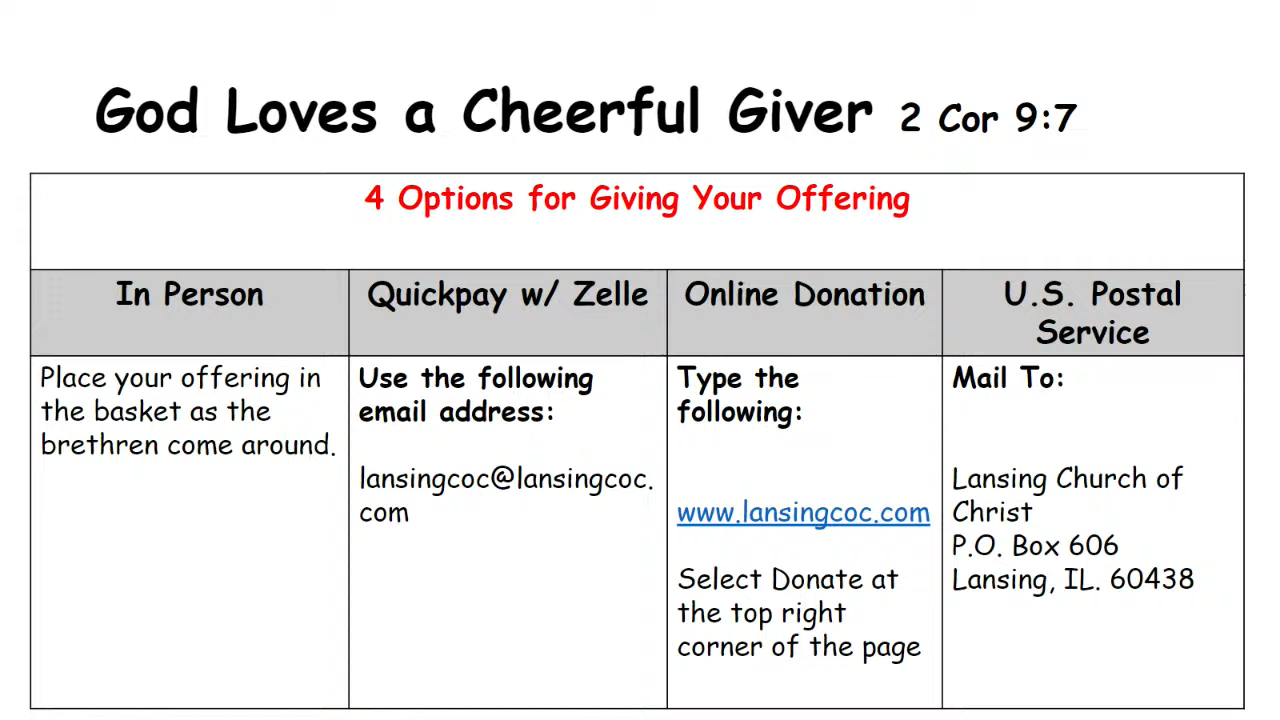 God Loves a Cheerful Giver 2 Cor 9:7
4 Options for Giving Your Offering
In Person
Quickpay w/ Zelle
Online Donation
U.S. Postal
Service
Place your offering in
the basket as the
brethren come around.
Use the following
email address:
lansingcoc@lansingcoc.
com
Type the
following:
www.lansingcoc.com
Select Donate at
the top right
corner of the page
Mail To:
Lansing Church of
Christ
P.O. Box 606
Lansing, IL. 60438